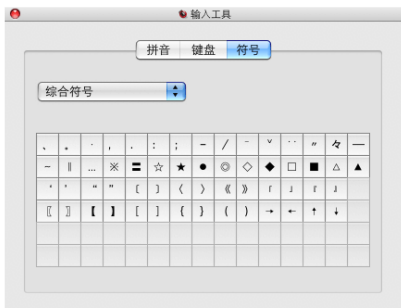 输入工具
拼音 键盘 符号
综合符号
、 。 · , . : ; － / ˉ ˇ ¨ 〃 々 —
～ ‖ … ※ 〓 ☆ ★ ● ◎ ◇ ◆ □ ■ △ ▲
‘ ’ “ ” 〔 〕 〈 〉 《 》 「 」 『 』
〖 〗 【 】 [ ] { } ( ) → ← ↑ ↓